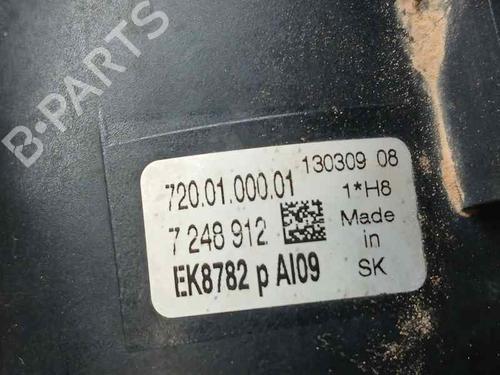 B-PARTS
720.01.000.01 130309 08
7 248 912 1*H8
Made
in
EK8782 p AI09 SK